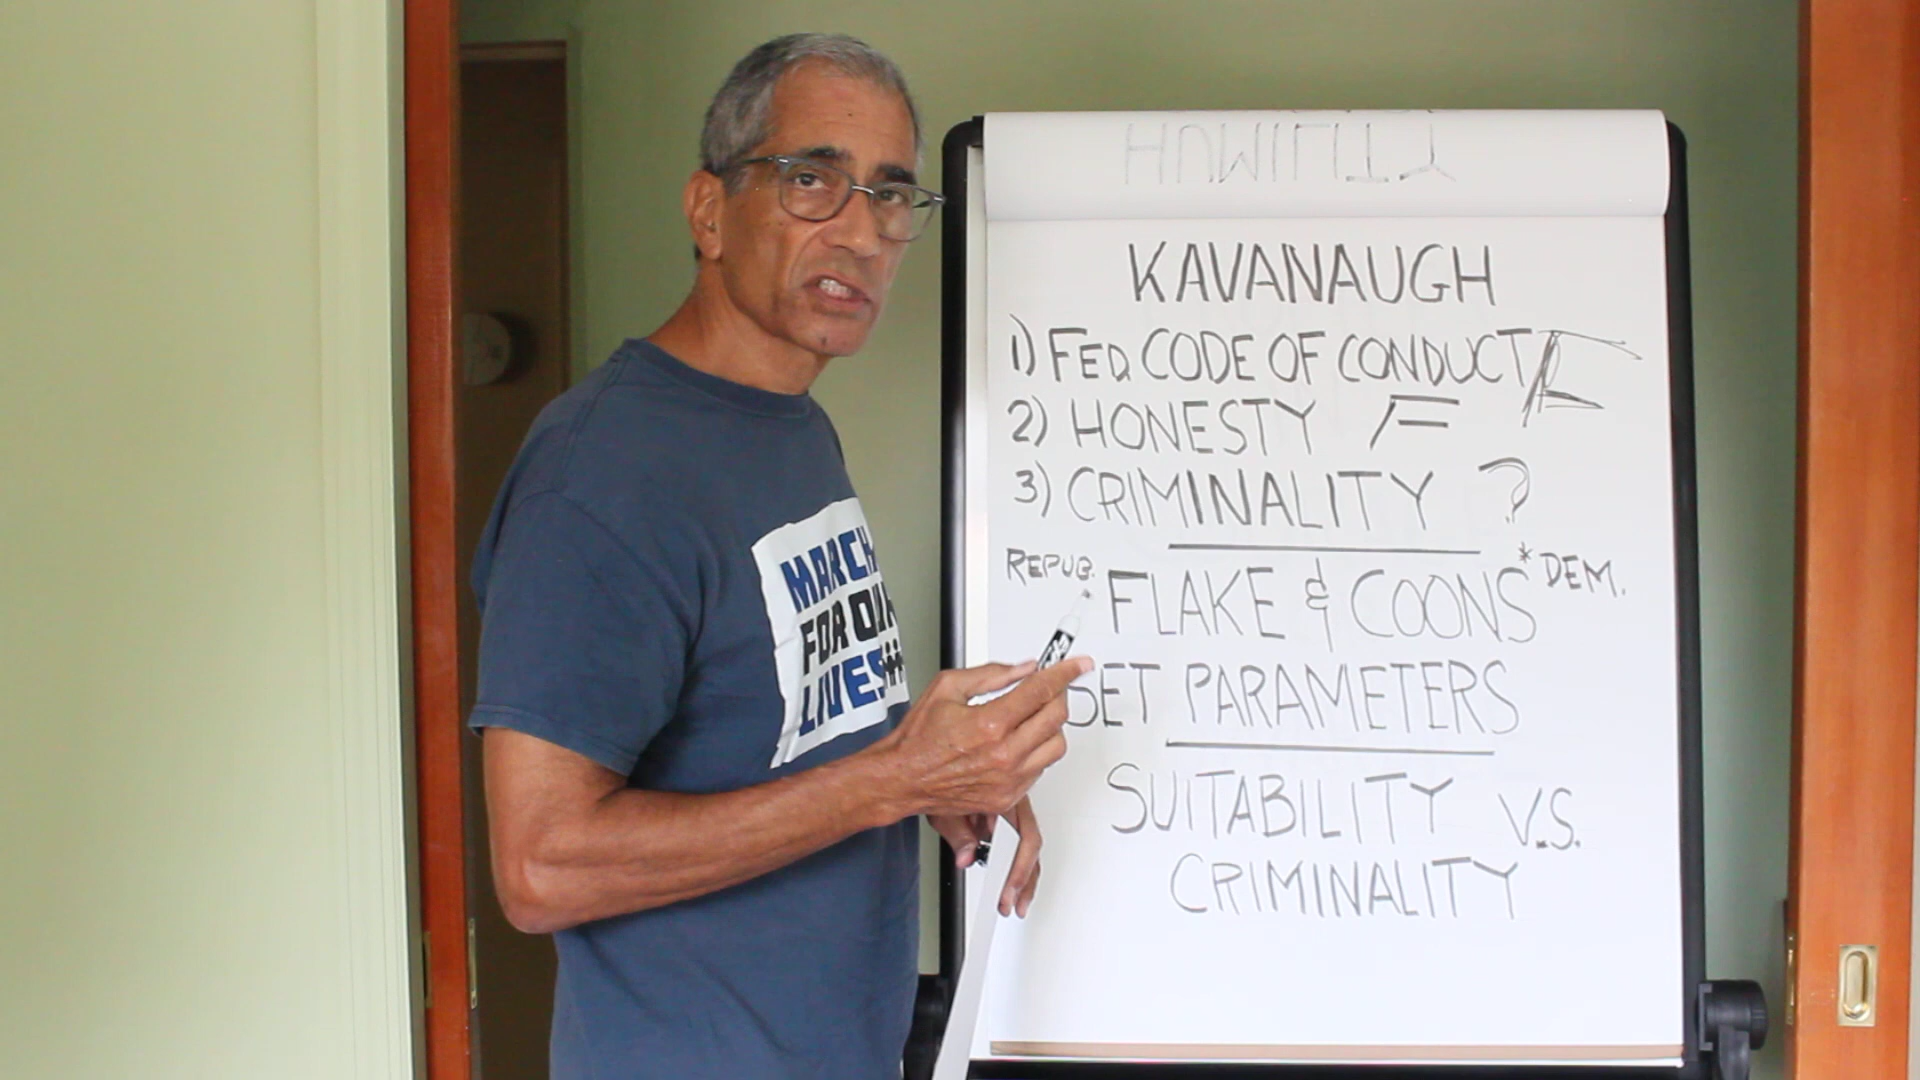 KAVANAUGH
1) FED. CODE OF CONDUCT F
2) HONESTY F
3) CRIMINALITY ?
REPUB. FLAKE & COONS *DEM.
SET PARAMETERS
SUITABILITY V.S.
CRIMINALITY
MARCH
FOR OUR
LIVES